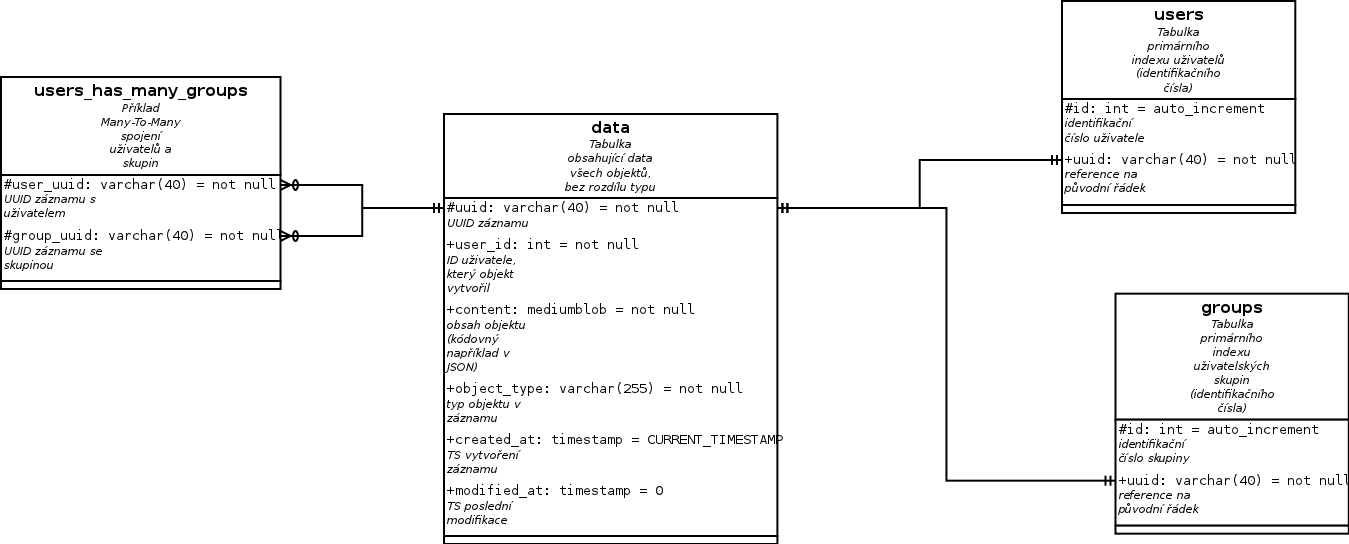 users_has_many_groups
Příklad
Many-To-Many
spojení
uživatelů a
skupin
#user_uuid: varchar(40) = not null
UUID záznamu s
uživatelem
#group_uuid: varchar(40) = not null
UUID záznamu se
skupinou
data
Tabulka
obsahující data
všech objektů,
bez rozdílu typu
#uuid: varchar(40) = not null
UUID záznamu
+user_id: int = not null
ID uživatele,
který objekt
vytvořil
+content: mediumblob = not null
obsah objektu
(kódovný
například v
JSON)
+object_type: varchar(255) = not null
typ objektu v
záznamu
+created_at: timestamp = CURRENT_TIMESTAMP
TS vytvoření
záznamu
+modified_at: timestamp = 0
TS poslední
modifikace
users
Tabulka
primárního
indexu uživatelů
(identifikačního
čísla)
#id: int = auto_increment
identifikační
číslo uživatele
+uuid: varchar(40) = not null
reference na
původní řádek
groups
Tabulka
primárního
indexu
uživatelských
skupin
(identifikačního
čísla)
#id: int = auto_increment
identifikační
číslo skupiny
+uuid: varchar(40) = not null
reference na
původní řádek